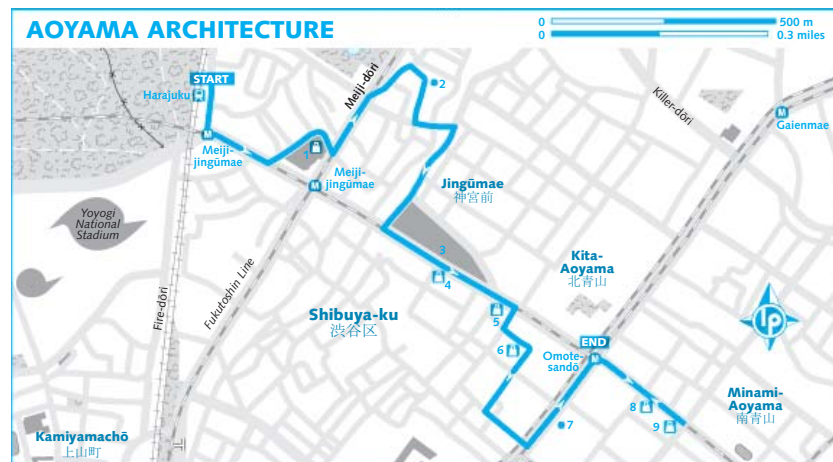 AOYAMA ARCHITECTURE
0
500 m
0
0.3 miles
START
Harajuku
M
Meiji-
jingūmae
Meiji-dōri
2
Killer-dōri
M
Gaienmae
1
Meiji-
jingūmae
M
Jingūmae
神宮前
Yoyogi
National
Stadium
3
4
Kita-
Aoyama
北青山
Fire-dōri
Fukutoshin Line
Shibuya-ku
渋谷区
5
6
END
Omote-
sandō
M
lp
Minami-
Aoyama
南青山
8
9
7
Kamiyamachō
上山町